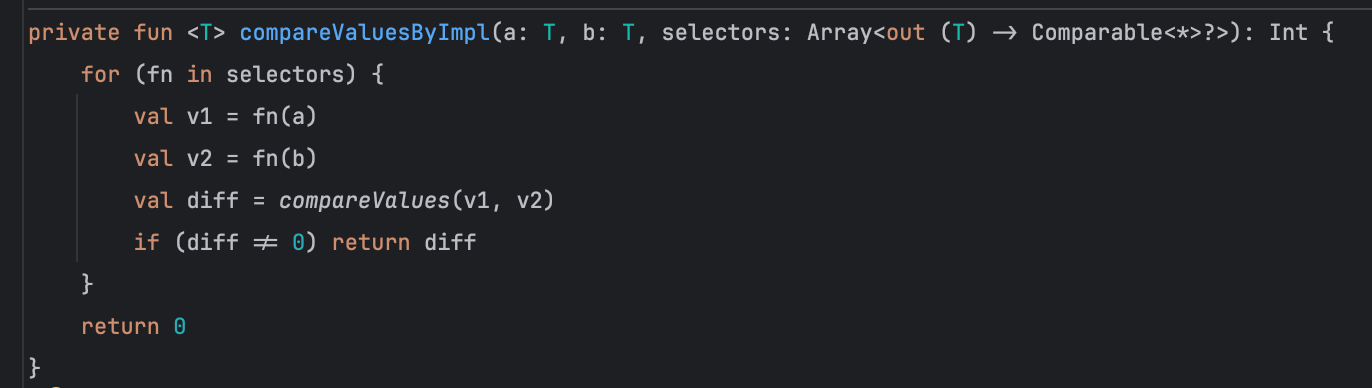 private fun <T> compareValuesByImpl(a: T, b: T, selectors: Array<out (T) -> Comparable<*>?>): Int {
    for (fn in selectors) {
        val v1 = fn(a)
        val v2 = fn(b)
        val diff = compareValues(v1, v2)
        if (diff != 0) return diff
    }
    return 0
}